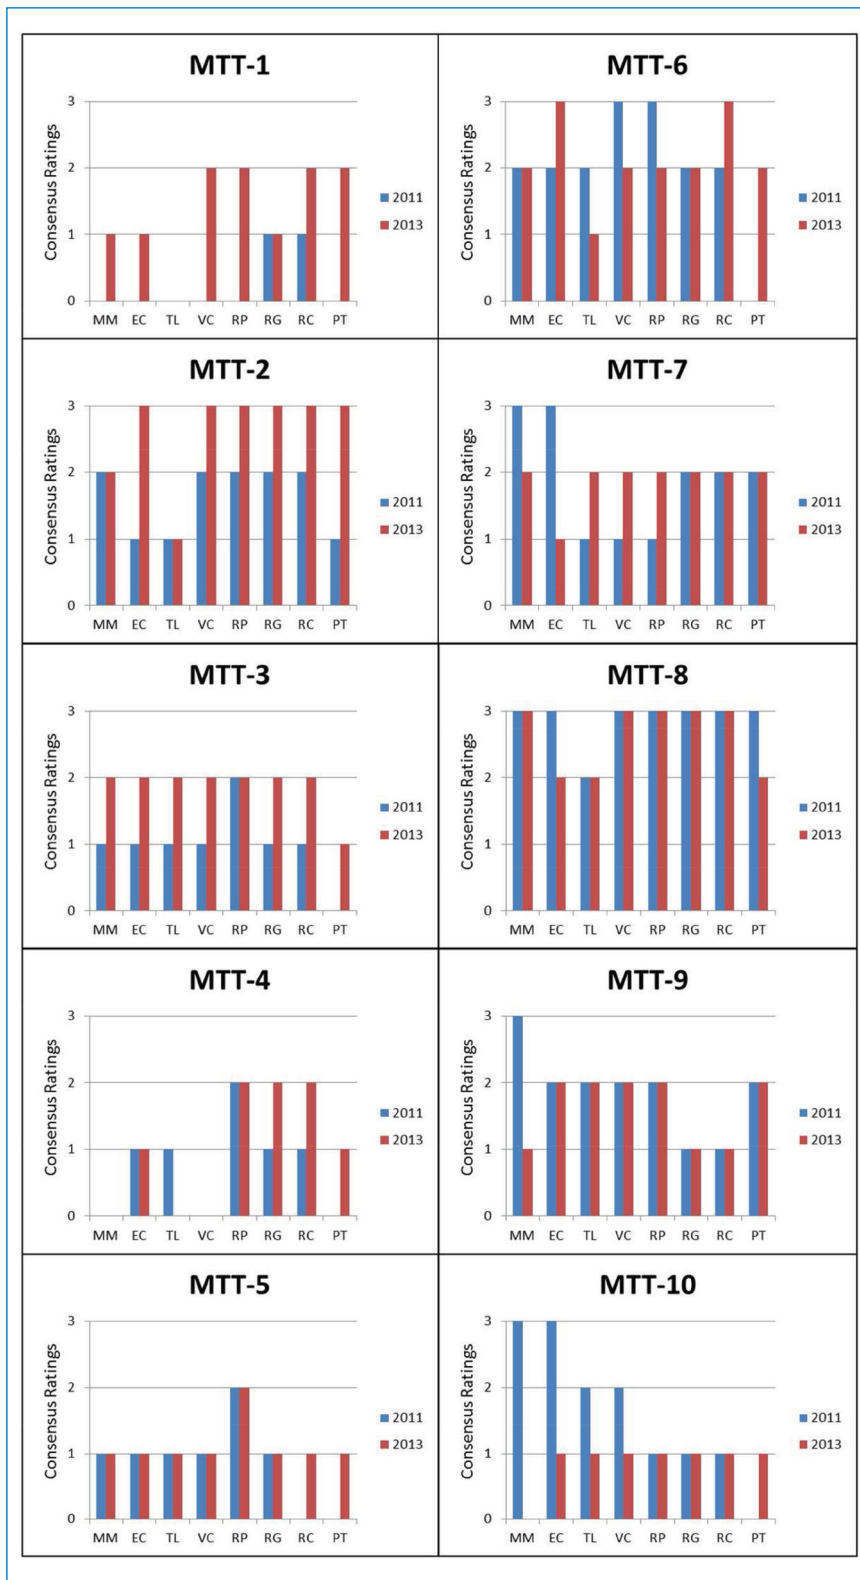 MTT-1
Consensus Ratings
3
2
1
0
MM EC TL VC RP RG RC PT
2011
2013
MTT-2
Consensus Ratings
3
2
1
0
MM EC TL VC RP RG RC PT
2011
2013
MTT-3
Consensus Ratings
3
2
1
0
MM EC TL VC RP RG RC PT
2011
2013
MTT-4
Consensus Ratings
3
2
1
0
MM EC TL VC RP RG RC PT
2011
2013
MTT-5
Consensus Ratings
3
2
1
0
MM EC TL VC RP RG RC PT
2011
2013
MTT-6
Consensus Ratings
3
2
1
0
MM EC TL VC RP RG RC PT
2011
2013
MTT-7
Consensus Ratings
3
2
1
0
MM EC TL VC RP RG RC PT
2011
2013
MTT-8
Consensus Ratings
3
2
1
0
MM EC TL VC RP RG RC PT
2011
2013
MTT-9
Consensus Ratings
3
2
1
0
MM EC TL VC RP RG RC PT
2011
2013
MTT-10
Consensus Ratings
3
2
1
0
MM EC TL VC RP RG RC PT
2011
2013